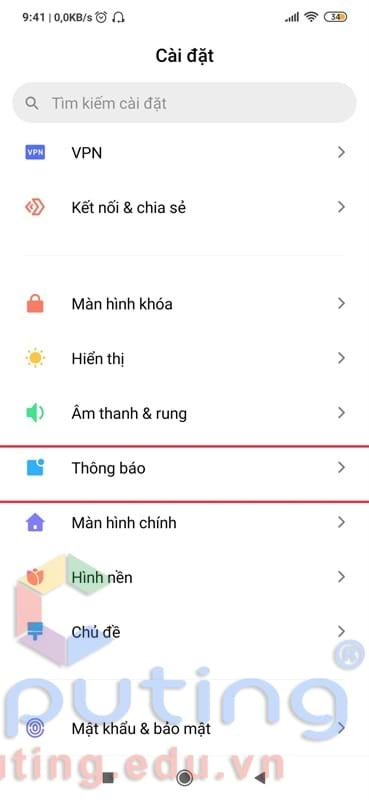 9:41 | 0,0KB/s 34
Cài đặt
Tìm kiếm cài đặt
VPN VPN
Kết nối & chia sẻ
Màn hình khóa
Hiển thị
Âm thanh & rung
Thông báo
Màn hình chính
Hình nền
Chủ đề
puting
Mật khẩu & bảo mật
uting.edu.vn